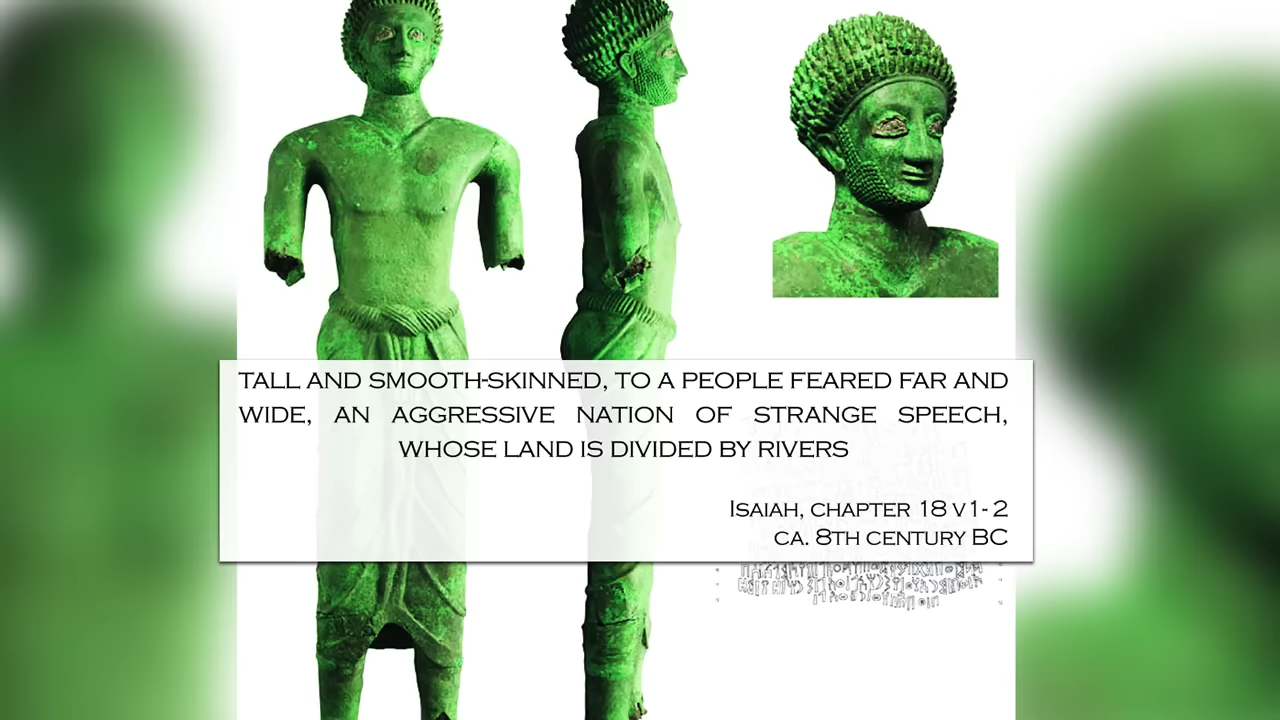 TALL AND SMOOTH-SKINNED, TO A PEOPLE FEARED FAR AND
WIDE, AN AGGRESSIVE NATION OF STRANGE SPEECH,
WHOSE LAND IS DIVIDED BY RIVERS
ISAIAH, CHAPTER 18 V1-2
CA. 8TH CENTURY BC